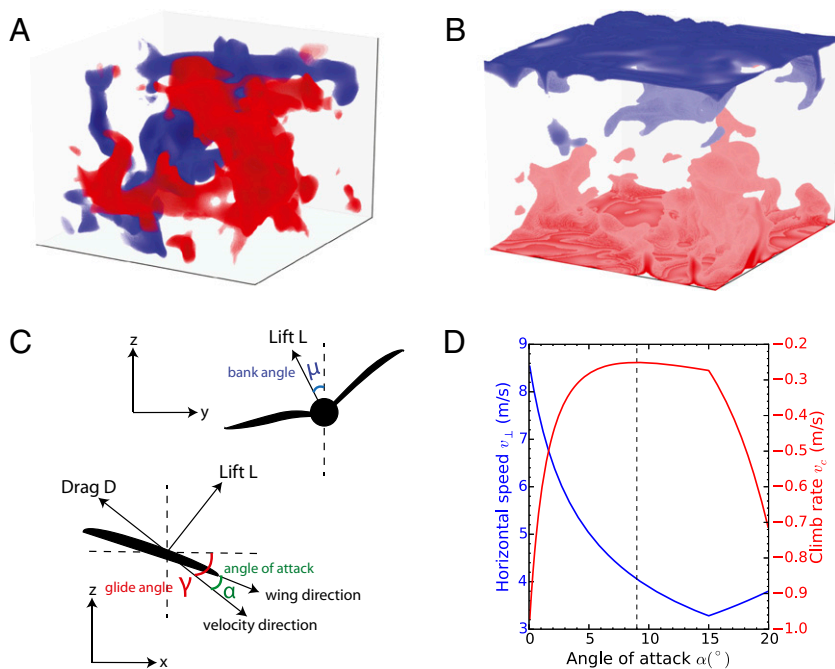 A
B
C
z
y
Lift L
bank angle
μ
Drag D
Lift L
angle of attack
glide angle
γ
α
wing direction
velocity direction
z
x
D
9
8
7
6
5
4
3
Horizontal speed v⊥ (m/s)
0
5
10
15
20
Angle of attack α(°)
−0.2
−0.3
−0.4
−0.5
−0.6
−0.7
−0.8
−0.9
−1.0
Climb rate vc (m/s)